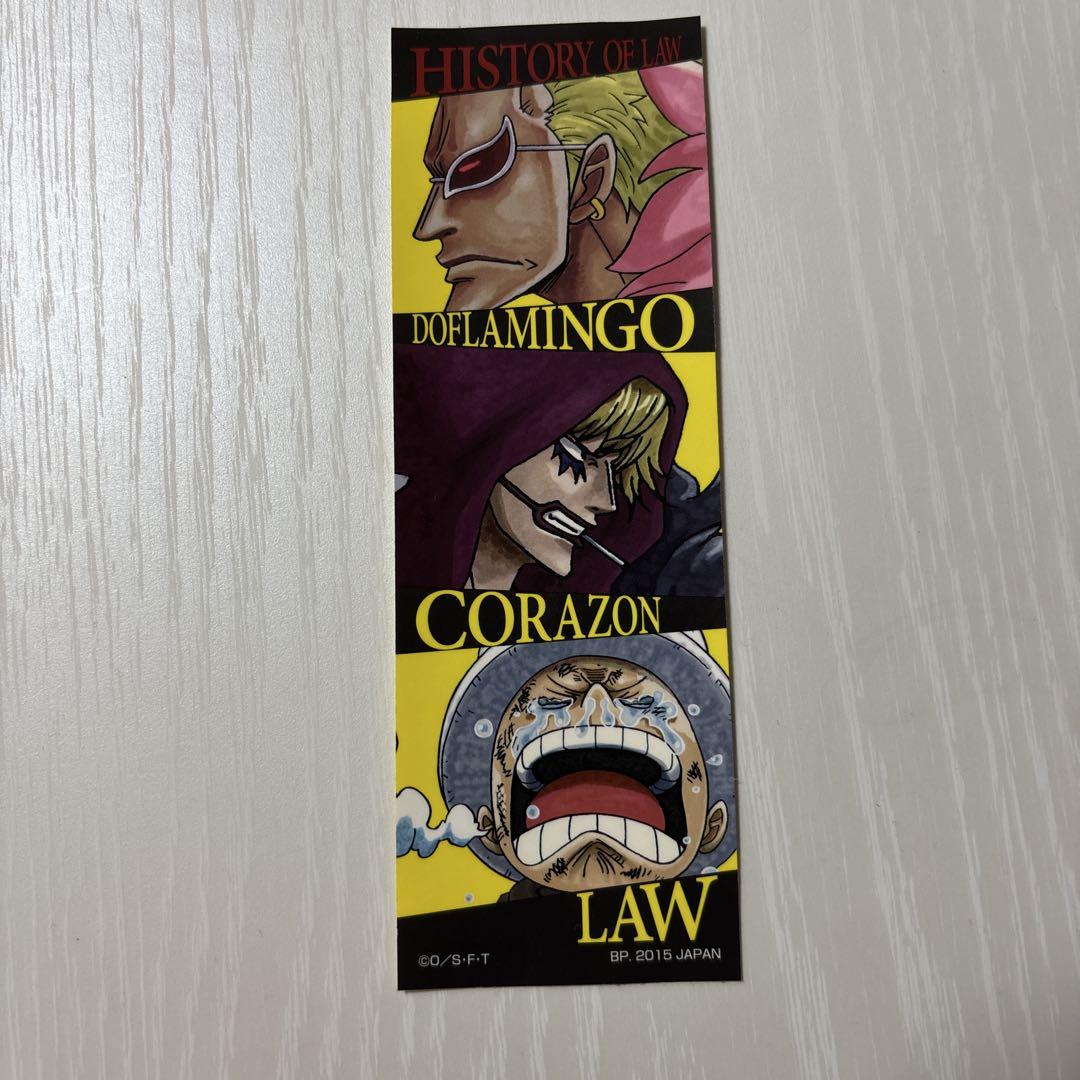 HISTORY OF LAW
DOFLAMINGO
CORAZON
LAW
©O/S·F·T
BP. 2015 JAPAN